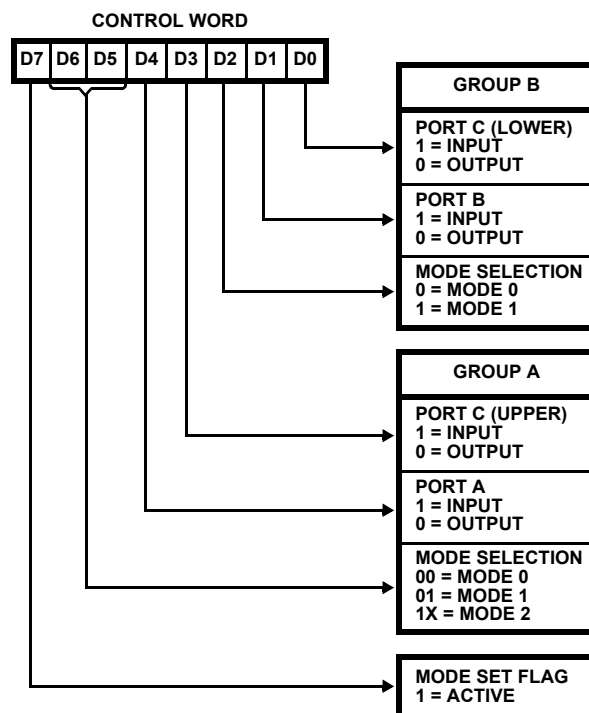 CONTROL WORD
D7 D6 D5 D4 D3 D2 D1 D0
GROUP B
PORT C (LOWER)
1 = INPUT
0 = OUTPUT
PORT B
1 = INPUT
0 = OUTPUT
MODE SELECTION
0 = MODE 0
1 = MODE 1
GROUP A
PORT C (UPPER)
1 = INPUT
0 = OUTPUT
PORT A
1 = INPUT
0 = OUTPUT
MODE SELECTION
00 = MODE 0
01 = MODE 1
1X = MODE 2
MODE SET FLAG
1 = ACTIVE